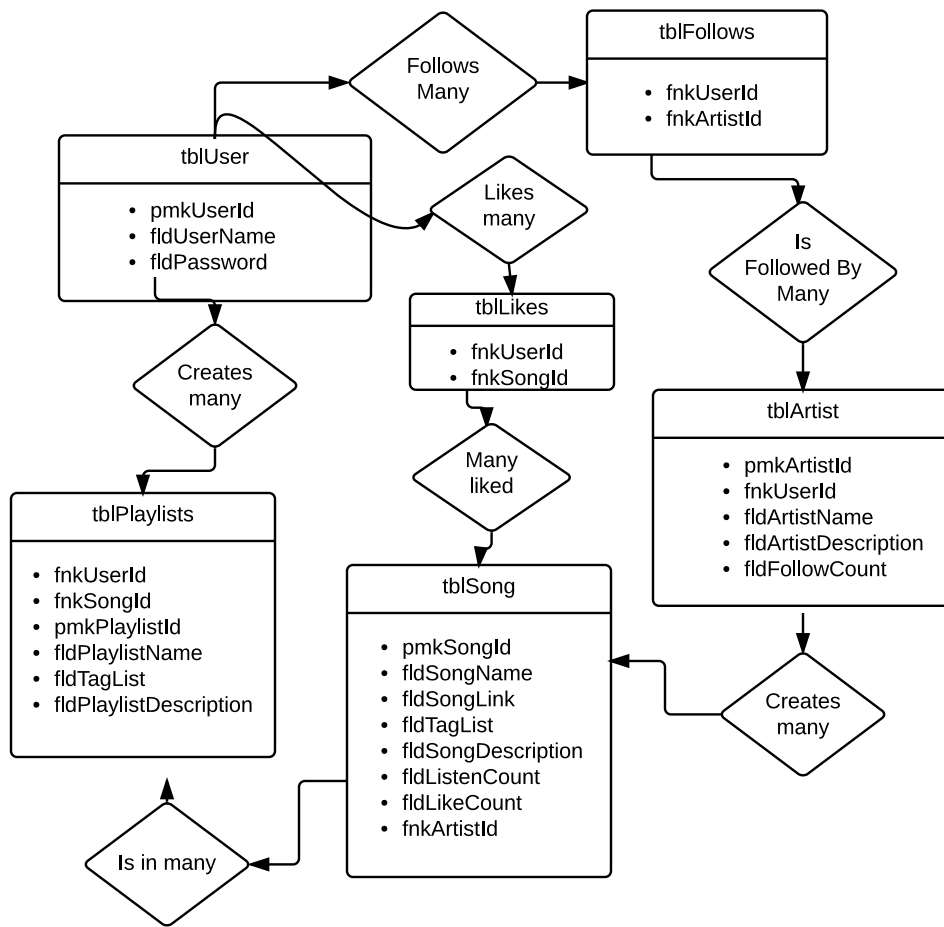 Follows
Many
tblFollows
• fnkUserId
• fnkArtistId
tblUser
• pmkUserId
• fldUserName
• fldPassword
Likes
many
Is
Followed By
Many
tblLikes
• fnkUserId
• fnkSongId
Creates
many
tblArtist
• pmkArtistId
• fnkUserId
• fldArtistName
• fldArtistDescription
• fldFollowCount
Many
liked
tblPlaylists
• fnkUserId
• fnkSongId
• pmkPlaylistId
• fldPlaylistName
• fldTagList
• fldPlaylistDescription
tblSong
• pmkSongId
• fldSongName
• fldSongLink
• fldTagList
• fldSongDescription
• fldListenCount
• fldLikeCount
• fnkArtistId
Creates
many
Is in many